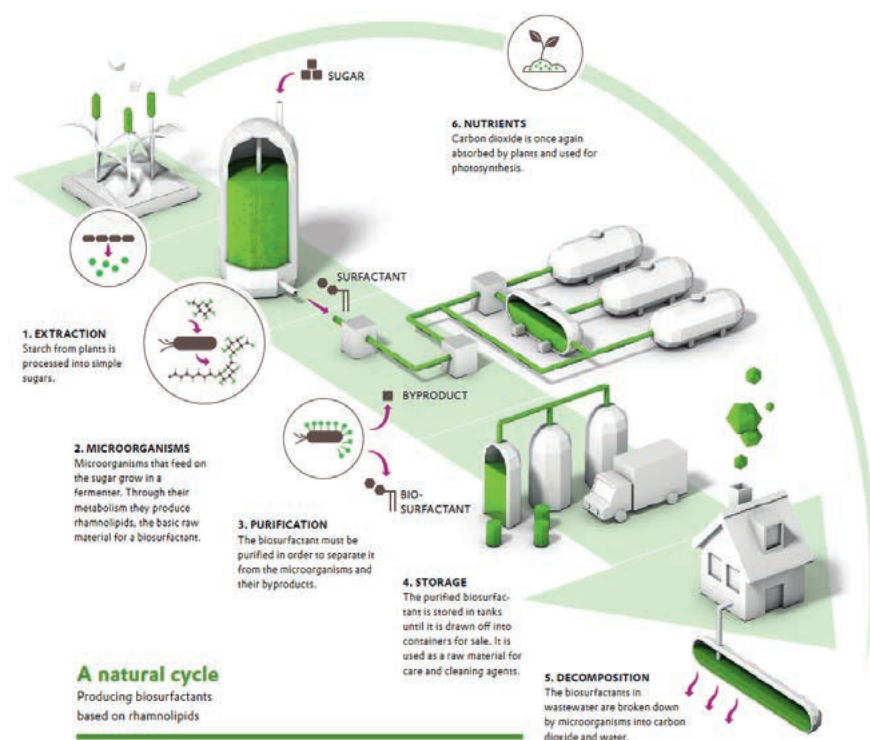 SUGAR
6. NUTRIENTS
Carbon dioxide is once again
absorbed by plants and used for
photosynthesis.
SURFACTANT
1. EXTRACTION
Starch from plants is
processed into simple
sugars.
BYPRODUCT
2. MICROORGANISMS
Microorganisms that feed on
the sugar grow in a
fermenter. Through their
metabolism they produce
rhamnolipids, the basic raw
material for a biosurfactant.
BIO-
SURFACTANT
3. PURIFICATION
The biosurfactant must be
purified in order to separate it
from the microorganisms and
their byproducts.
4. STORAGE
The purified biosurfac-
tant is stored in tanks
until it is drawn off into
containers for sale. It is
used as a raw material for
care and cleaning agents.
5. DECOMPOSITION
The biosurfactants in
wastewater are broken down
by microorganisms into carbon
dioxide and water.
A natural cycle
Producing biosurfactants
based on rhamnolipids